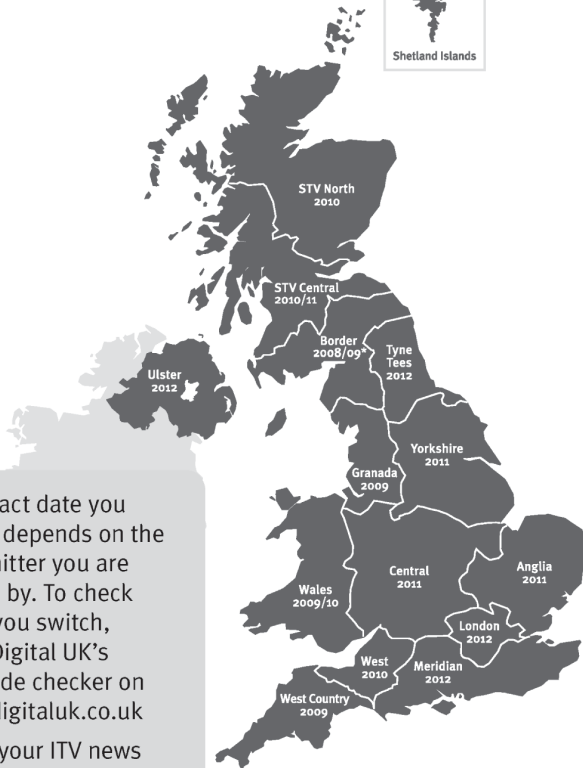 Shetland Islands
STV North
2010
STV Central
2010/11
Border
2008/09*
Tyne
Tees
2012
Ulster
2012
Yorkshire
2011
Granada
2009
Central
2011
Anglia
2011
Wales
2009/10
London
2012
West
2010
Meridian
2012
West Country
2009
act date you
depends on the
itter you are
by. To check
you switch,
Digital UK's
de checker on
digitaluk.co.uk
your ITV news